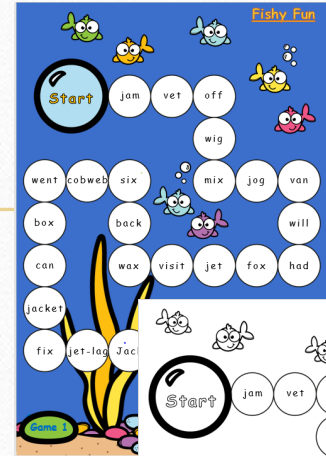 Fishy Fun
Start jam vet off
wig
went cobweb six mix jog van
box back will
can wax visit jet fox had
jacket
fix jet-lag
Start jam vet
Game 1